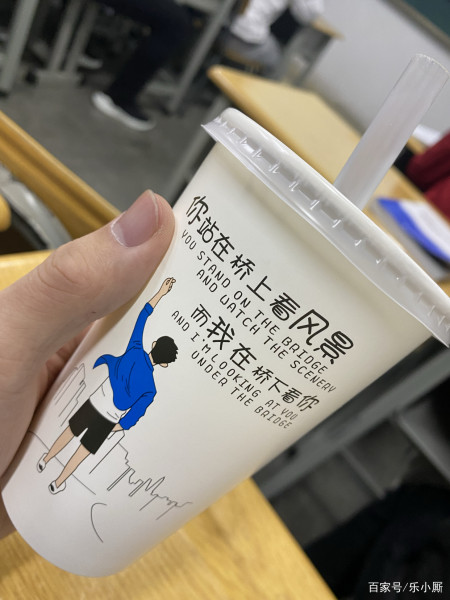 你站在桥上看风景
YOU STAND ON THE BRIDGE
AND WATCH THE SCENERY
而我在桥下看你
AND I'M LOOKING AT YOU
UNDER THE BRIDGE
百家号/乐小厮